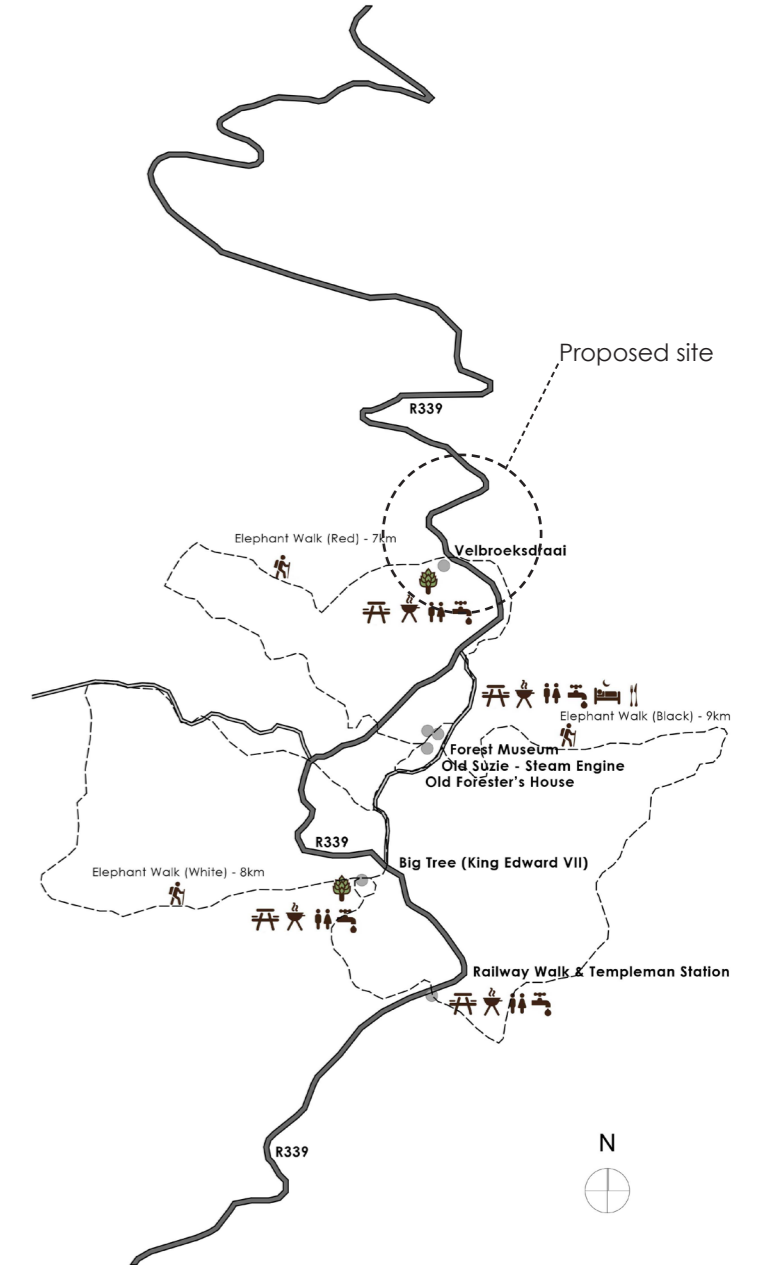 Proposed site
R339
Elephant Walk (Red) - 7km
Velbroeksdraai
Elephant Walk (Black) - 9km
Forest Museum
Old Suzie - Steam Engine
Old Forester's House
R339
Big Tree (King Edward VII)
Elephant Walk (White) - 8km
Railway Walk & Templeman Station
N
R339